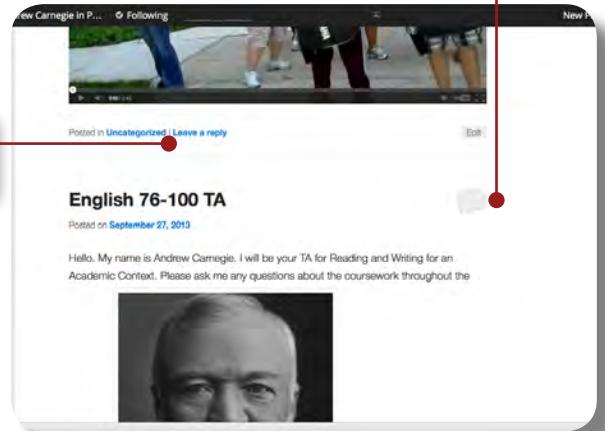 rew Carnegie in P... Following New P
Posted in Uncategorized | Leave a reply Edit
English 76-100 TA
Posted on September 27, 2013
Hello. My name is Andrew Carnegie. I will be your TA for Reading and Writing for an
Academic Context. Please ask me any questions about the coursework throughout the